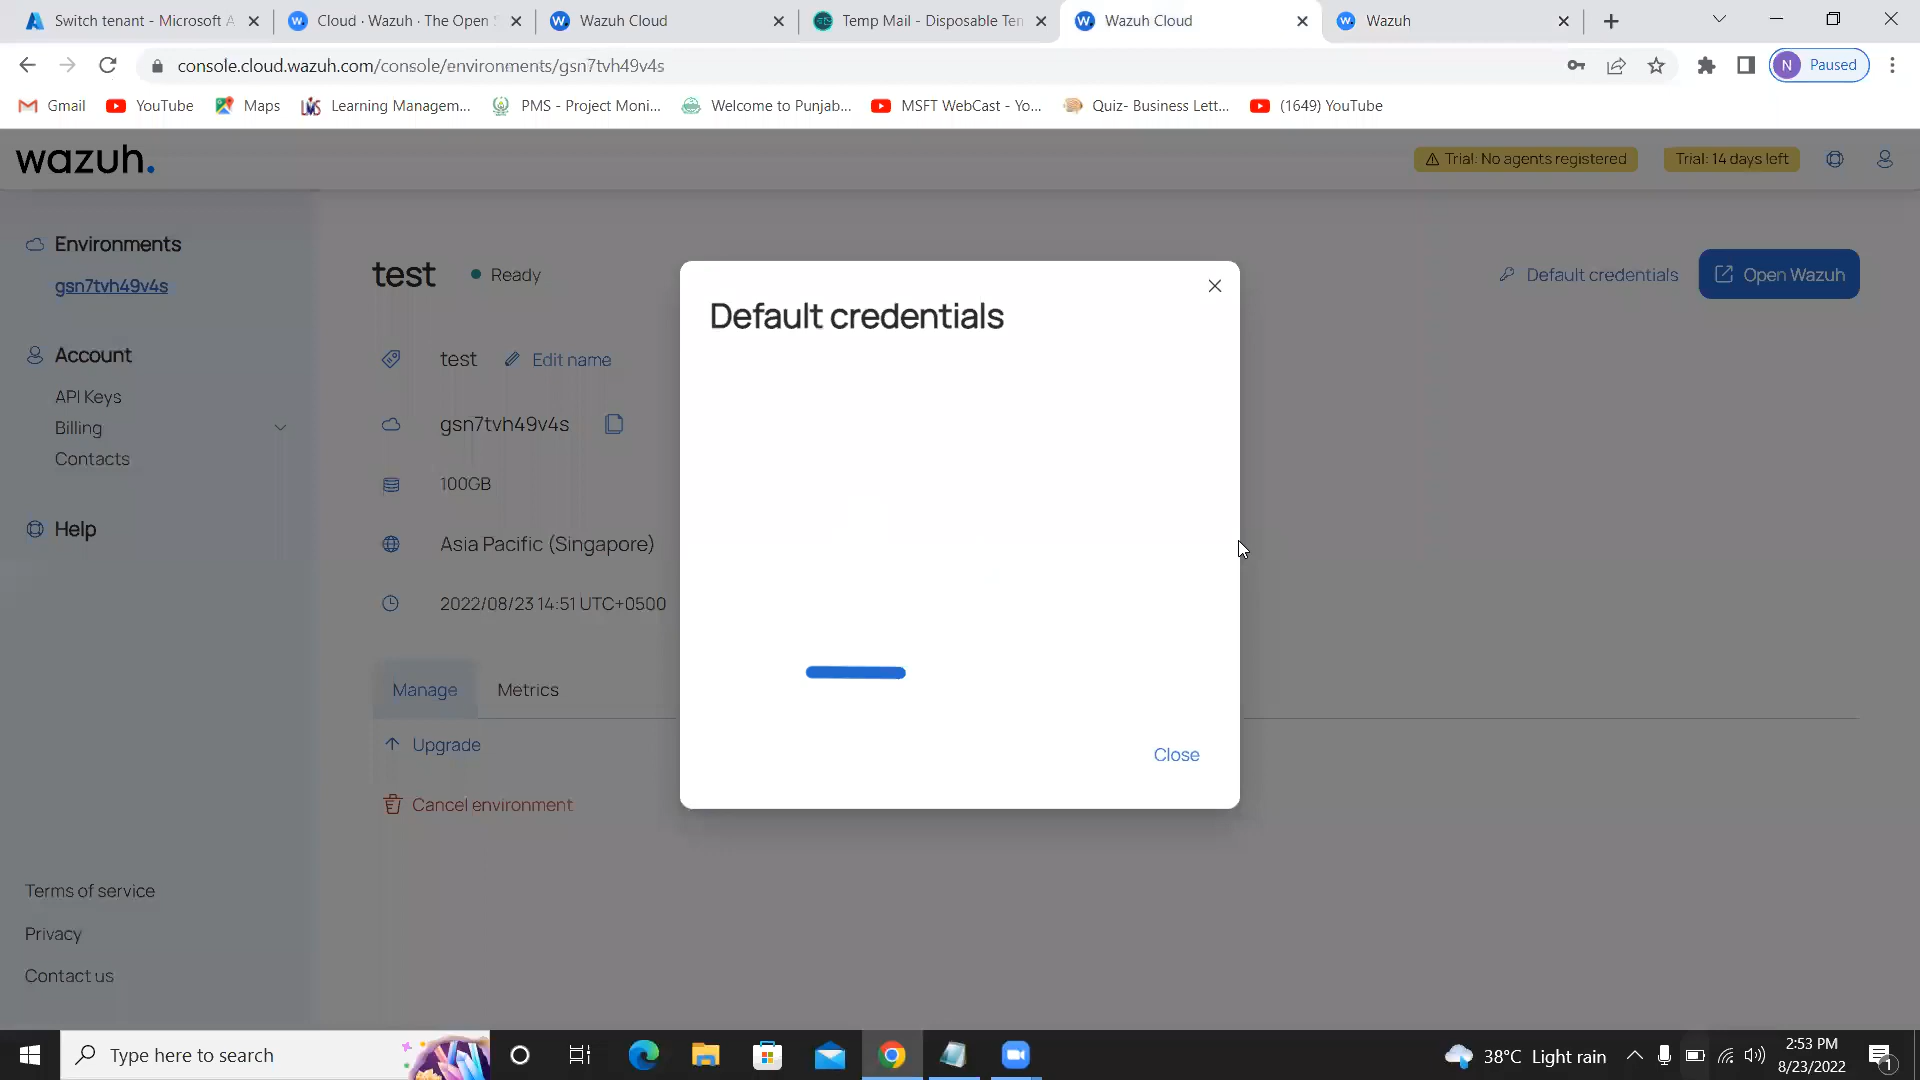 Switch tenant - Microsoft A
Cloud · Wazuh · The Open S
Wazuh Cloud
Temp Mail - Disposable Tem
Wazuh Cloud
Wazuh
console.cloud.wazuh.com/console/environments/gsn7tvh49v4s
N Paused
Gmail
YouTube
Maps
Learning Managem...
PMS - Project Moni...
Welcome to Punjab...
MSFT WebCast - Yo...
Quiz- Business Lett...
(1649) YouTube
wazuh.
Trial: No agents registered
Trial: 14 days left
Environments
gsn7tvh49v4s
Account
API Keys
Billing
Contacts
Help
Terms of service
Privacy
Contact us
test
Ready
Default credentials
Open Wazuh
test
Edit name
gsn7tvh49v4s
100GB
Asia Pacific (Singapore)
2022/08/23 14:51 UTC+0500
Manage
Metrics
Upgrade
Cancel environment
Default credentials
Close
Type here to search
38°C Light rain
2:53 PM
8/23/2022
1